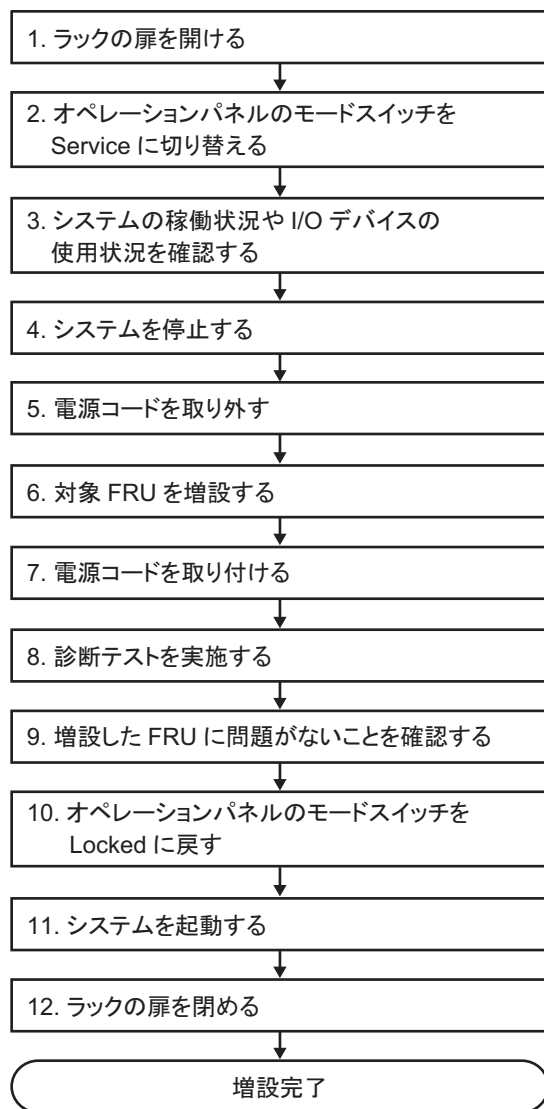 1. ラックの扉を開ける
2. オペレーションパネルのモードスイッチを
Service に切り替える
3. システムの稼働状況や I/O デバイスの
使用状況を確認する
4. システムを停止する
5. 電源コードを取り外す
6. 対象 FRU を増設する
7. 電源コードを取り付ける
8. 診断テストを実施する
9. 増設した FRU に問題がないことを確認する
10. オペレーションパネルのモードスイッチを
Locked に戻す
11. システムを起動する
12. ラックの扉を閉める
増設完了